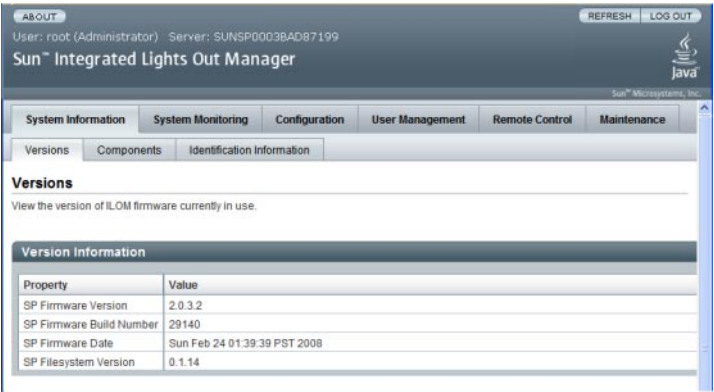 ABOUT
REFRESH LOG OUT
User: root (Administrator) Server: SUNSP0003BAD87199
Sun™ Integrated Lights Out Manager
Java
Sun™ Microsystems, Inc.
System Information System Monitoring Configuration User Management Remote Control Maintenance
Versions Components Identification Information
Versions
View the version of ILOM firmware currently in use.
Version Information
Property Value
SP Firmware Version 2.0.3.2
SP Firmware Build Number 29140
SP Firmware Date Sun Feb 24 01:39:39 PST 2008
SP Filesystem Version 0.1.14